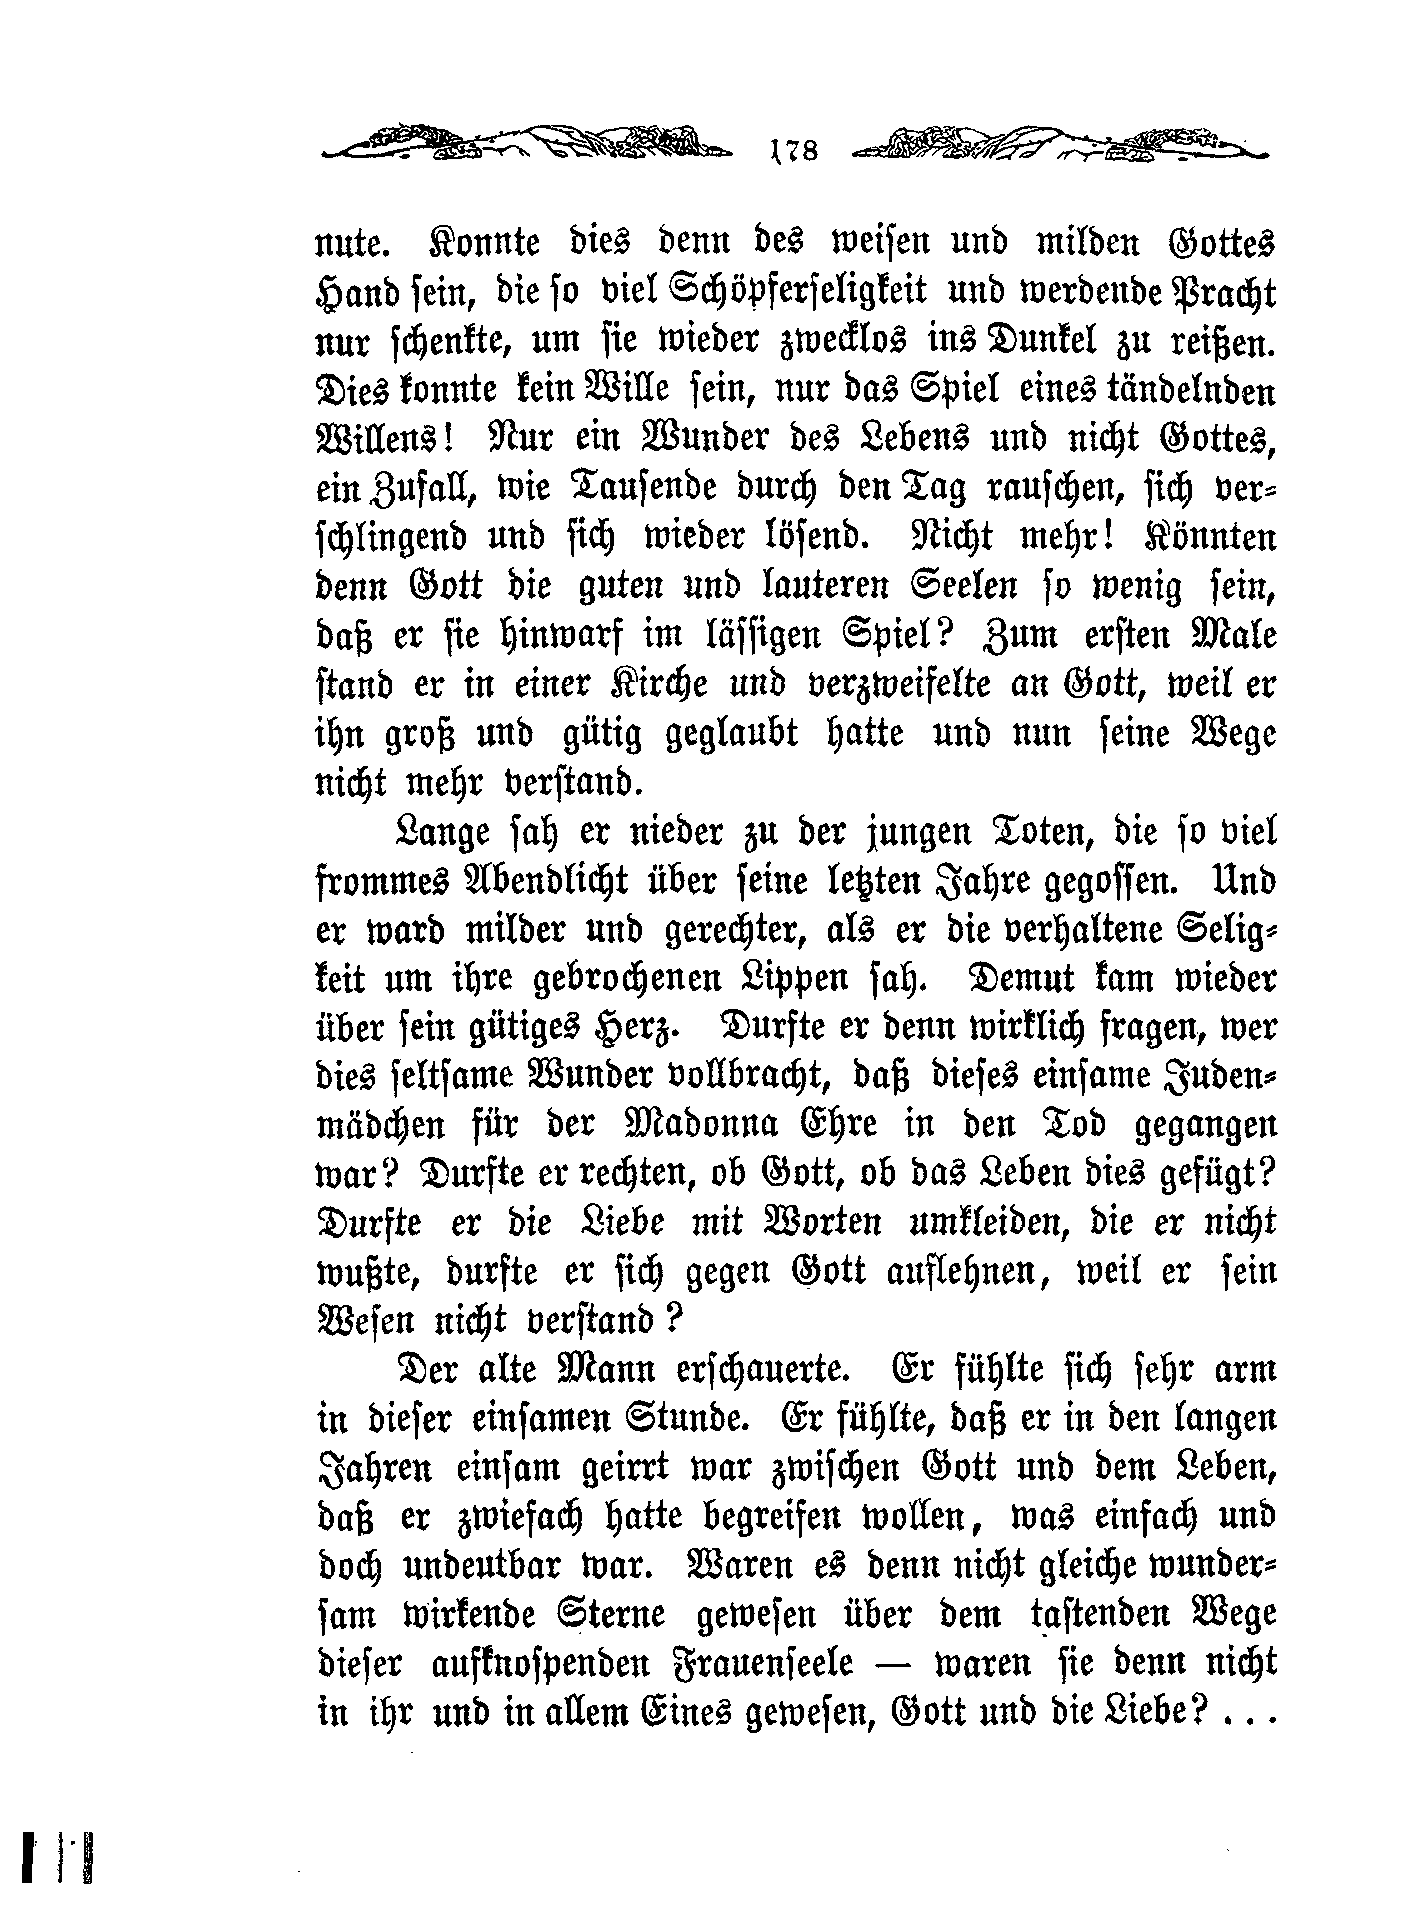 178
nute. Konnte dies denn des weisen und milden Gottes
Hand sein, die so viel Schöpferseligkeit und werdende Pracht
nur schenkte, um sie wieder zwecklos ins Dunkel zu reißen.
Dies konnte kein Wille sein, nur das Spiel eines tändelnden
Willens! Nur ein Wunder des Lebens und nicht Gottes,
ein Zufall, wie Tausende durch den Tag rauschen, sich ver-
schlingend und sich wieder lösend. Nicht mehr! Könnten
denn Gott die guten und lauteren Seelen so wenig sein,
daß er sie hinwarf im lässigen Spiel? Zum ersten Male
stand er in einer Kirche und verzweifelte an Gott, weil er
ihn groß und gütig geglaubt hatte und nun seine Wege
nicht mehr verstand.
Lange sah er nieder zu der jungen Toten, die so viel
frommes Abendlicht über seine letzten Jahre gegossen. Und
er ward milder und gerechter, als er die verhaltene Selig-
keit um ihre gebrochenen Lippen sah. Demut kam wieder
über sein gütiges Herz. Durfte er denn wirklich fragen, wer
dies seltsame Wunder vollbracht, daß dieses einsame Juden-
mädchen für der Madonna Ehre in den Tod gegangen
war? Durfte er rechten, ob Gott, ob das Leben dies gefügt?
Durfte er die Liebe mit Worten umkleiden, die er nicht
wußte, durfte er sich gegen Gott auflehnen, weil er sein
Wesen nicht verstand?
Der alte Mann erschauerte. Er fühlte sich sehr arm
in dieser einsamen Stunde. Er fühlte, daß er in den langen
Jahren einsam geirrt war zwischen Gott und dem Leben,
daß er zwiefach hatte begreifen wollen, was einfach und
doch undeutbar war. Waren es denn nicht gleiche wunder-
sam wirkende Sterne gewesen über dem tastenden Wege
dieser aufknospenden Frauenseele — waren sie denn nicht
in ihr und in allem Eines gewesen, Gott und die Liebe? . . .